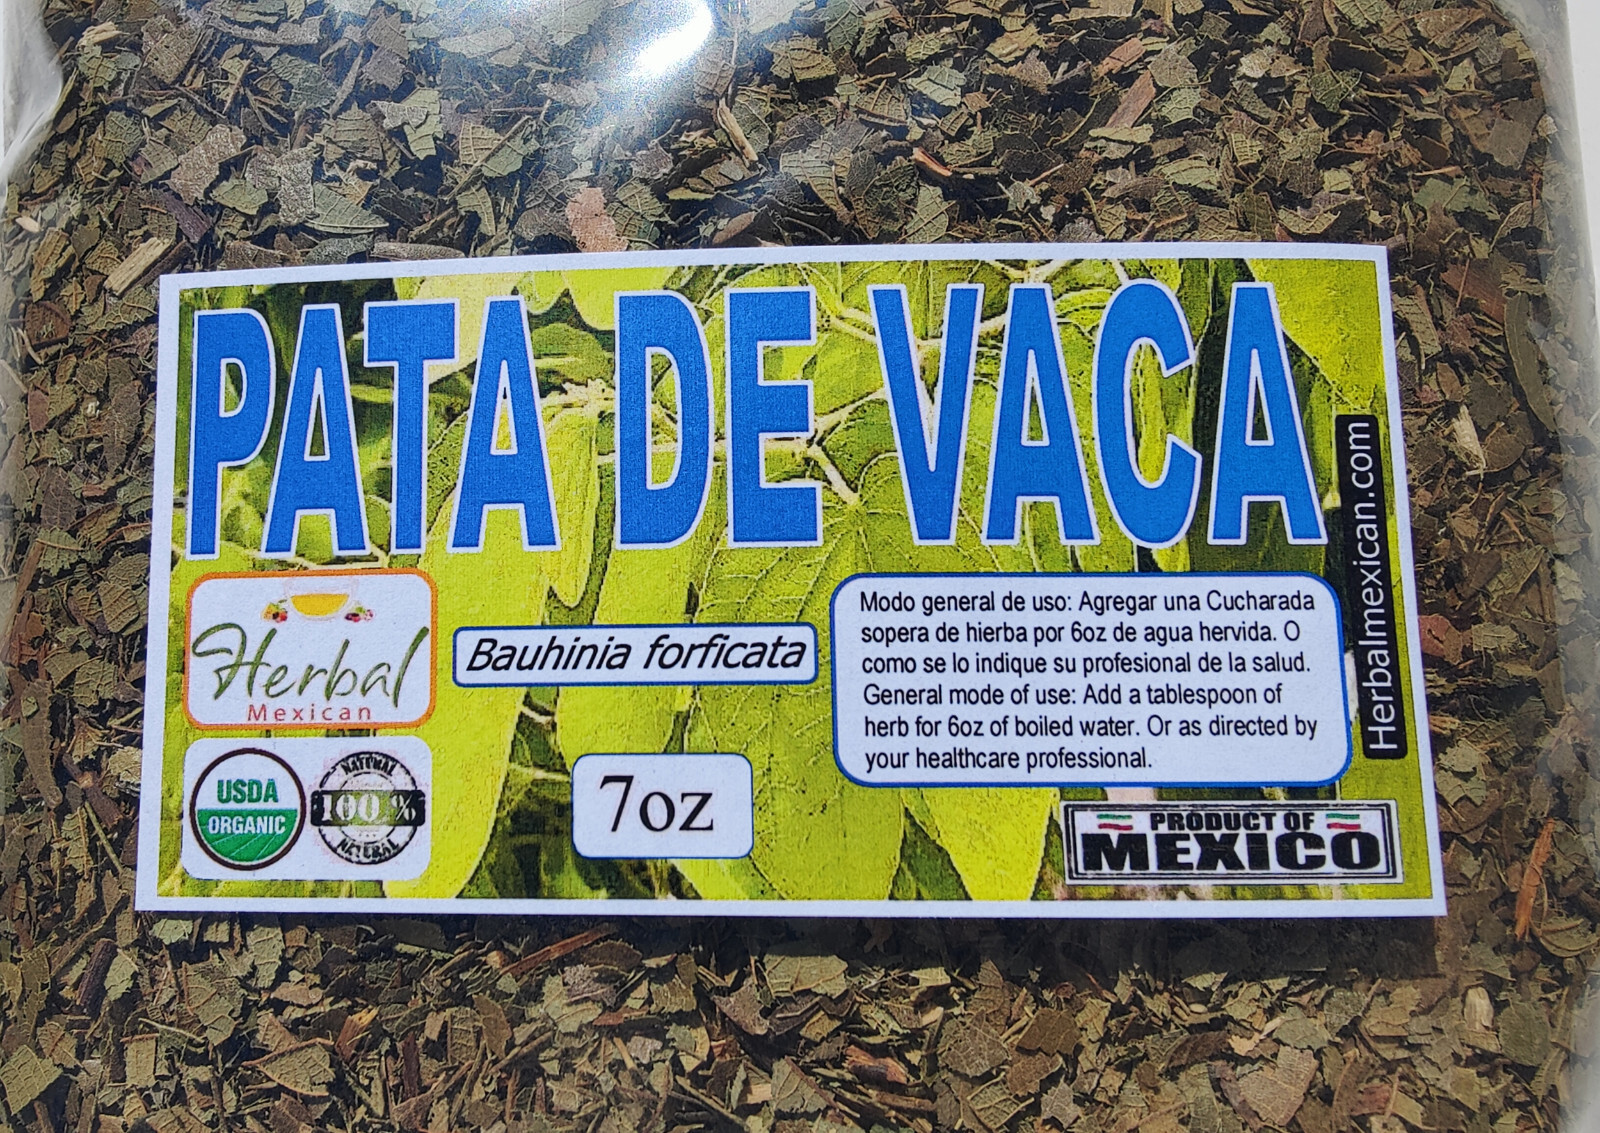 PATA DE VACA
Herbalmexican.com
Herbal
Mexican
Bauhinia forficata
Modo general de uso: Agregar una Cucharada
sopera de hierba por 6oz de agua hervida. O
como se lo indique su profesional de la salud.
General mode of use: Add a tablespoon of
herb for 6oz of boiled water. Or as directed by
your healthcare professional.
USDA
ORGANIC
NATURAL
100 %
NATURAL
7oz
PRODUCT OF
MEXICO